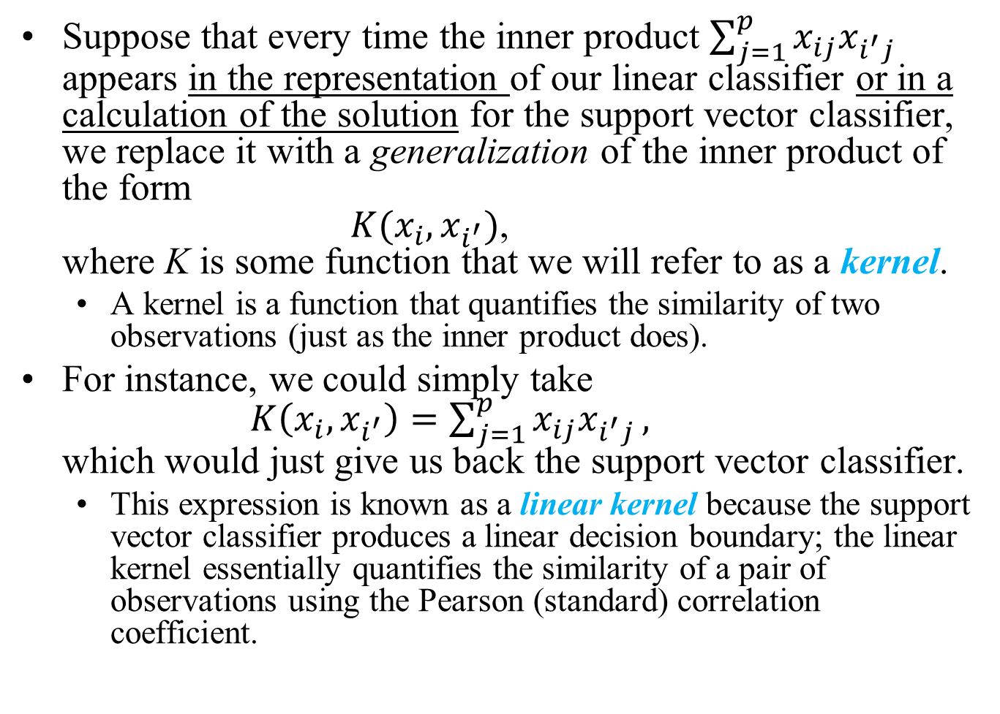 • Suppose that every time the inner product ∑_{j=1}^{p} x_{ij}x_{i′j}
appears in the representation of our linear classifier or in a
calculation of the solution for the support vector classifier,
we replace it with a generalization of the inner product of
the form
K(x_i, x_{i′}),
where K is some function that we will refer to as a kernel.
• A kernel is a function that quantifies the similarity of two
observations (just as the inner product does).
• For instance, we could simply take
K(x_i, x_{i′}) = ∑_{j=1}^{p} x_{ij}x_{i′j},
which would just give us back the support vector classifier.
• This expression is known as a linear kernel because the support
vector classifier produces a linear decision boundary; the linear
kernel essentially quantifies the similarity of a pair of
observations using the Pearson (standard) correlation
coefficient.